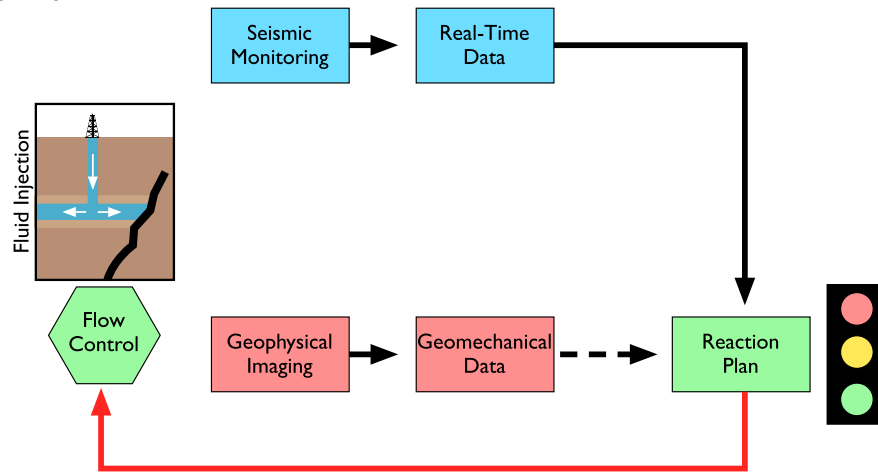 Seismic
Monitoring
Real-Time
Data
Fluid Injection
Flow
Control
Geophysical
Imaging
Geomechanical
Data
Reaction
Plan